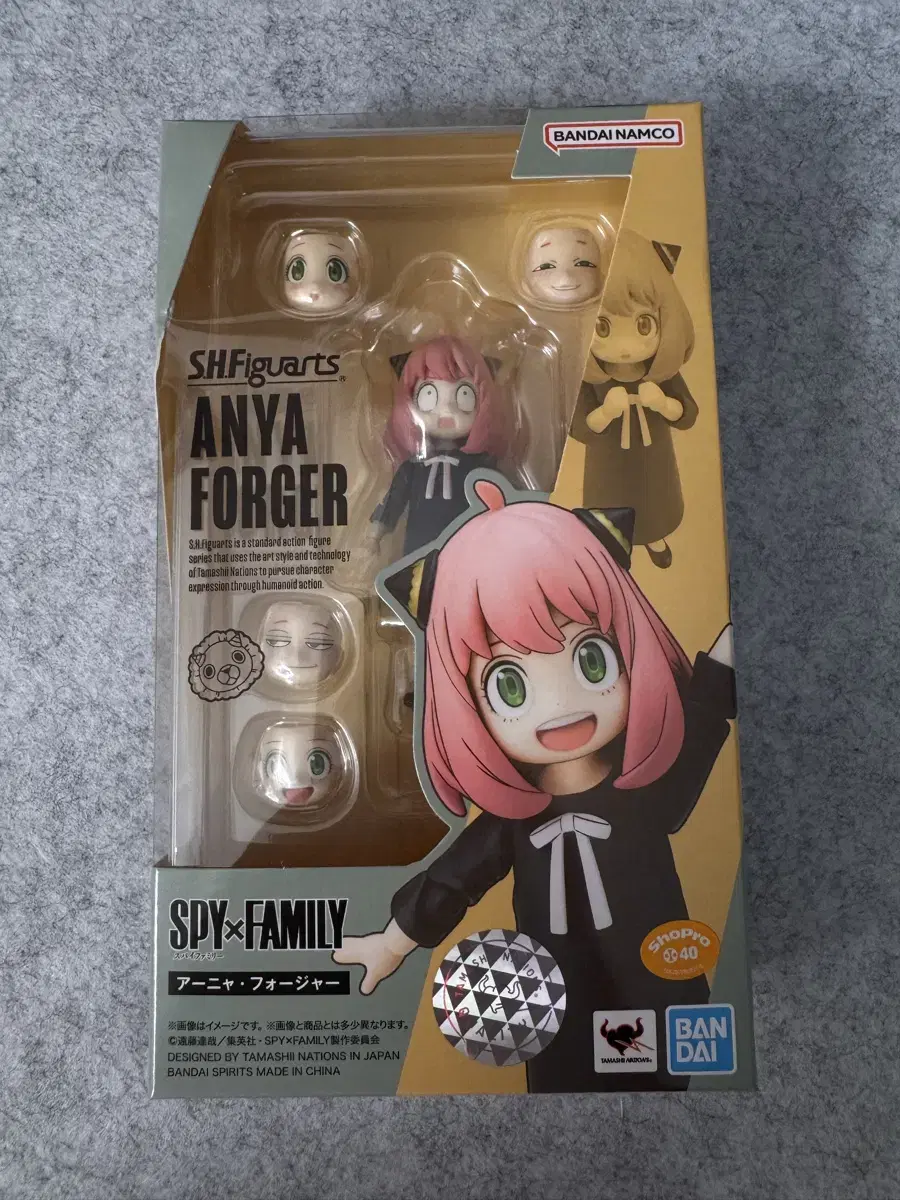 BANDAI NAMCO
S.H.Figuarts®
ANYA
FORGER
S.H.Figuarts is a standard action figure
series that uses the art style and technology
of Tamashii Nations to pursue character
expression through humanoid action.
SPY×FAMILY
スパイファミリー
アーニャ・フォージャー
※画像はイメージです。※画像と商品とは多少異なります。
©遠藤達哉／集英社・SPY×FAMILY製作委員会
DESIGNED BY TAMASHII NATIONS IN JAPAN
BANDAI SPIRITS MADE IN CHINA
ShoPro
40
TAMASHII NATIONS
BAN
DAI